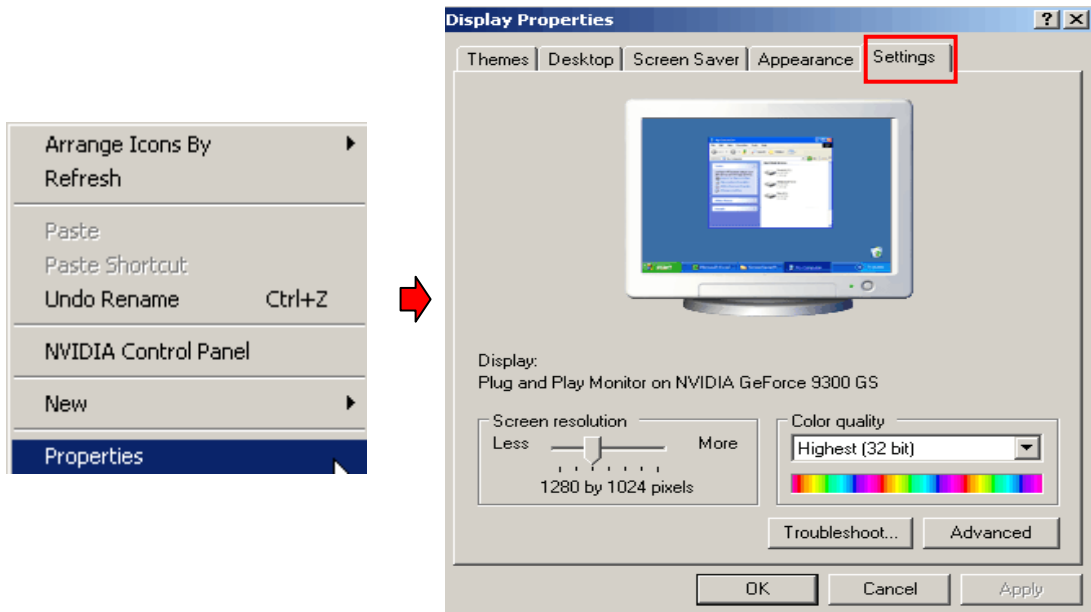 Arrange Icons By
Refresh
Paste
Paste Shortcut
Undo Rename Ctrl+Z
NVIDIA Control Panel
New
Properties
Display Properties
Themes Desktop Screen Saver Appearance Settings
Display:
Plug and Play Monitor on NVIDIA GeForce 9300 GS
Screen resolution
Less More
1280 by 1024 pixels
Color quality
Highest (32 bit)
Troubleshoot... Advanced
OK Cancel Apply